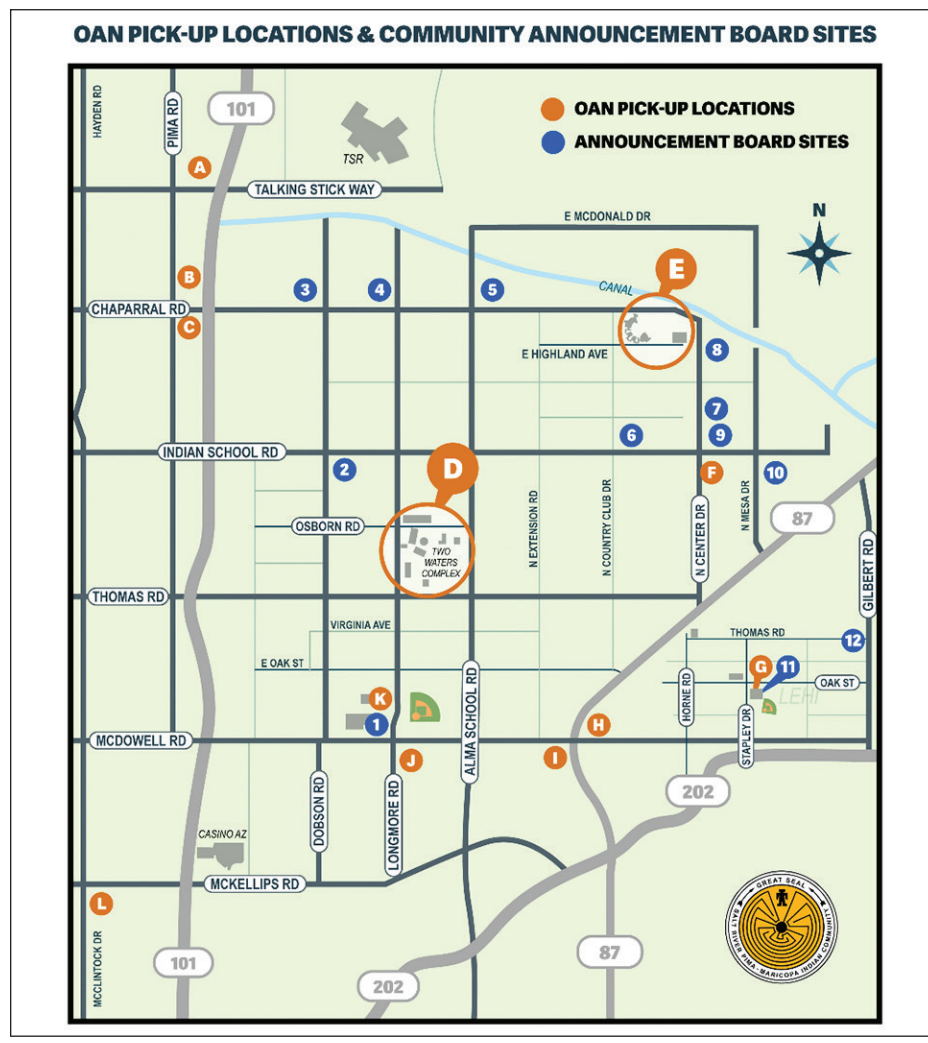 OAN PICK-UP LOCATIONS & COMMUNITY ANNOUNCEMENT BOARD SITES
HAYDEN RD
PIMA RD
101
OAN PICK-UP LOCATIONS
ANNOUNCEMENT BOARD SITES
TSR
A
TALKING STICK WAY
E MCDONALD DR
N
B
3
4
5
CANAL
E
CHAPARRAL RD
C
E HIGHLAND AVE
8
7
6
9
INDIAN SCHOOL RD
2
D
F
10
N EXTENSION RD
N COUNTRY CLUB DR
N CENTER DR
N MESA DR
87
OSBORN RD
TWO
WATERS
COMPLEX
GILBERT RD
THOMAS RD
VIRGINIA AVE
THOMAS RD
12
E OAK ST
G
11
OAK ST
LEHI
HORNE RD
STAPLEY DR
K
1
ALMA SCHOOL RD
H
MCDOWELL RD
J
I
DOBSON RD
LONGMORE RD
202
CASINO AZ
MCKELLIPS RD
L
MCCLINTOCK DR
101
202
87
GREAT SEAL
SALT RIVER PIMA - MARICOPA INDIAN COMMUNITY